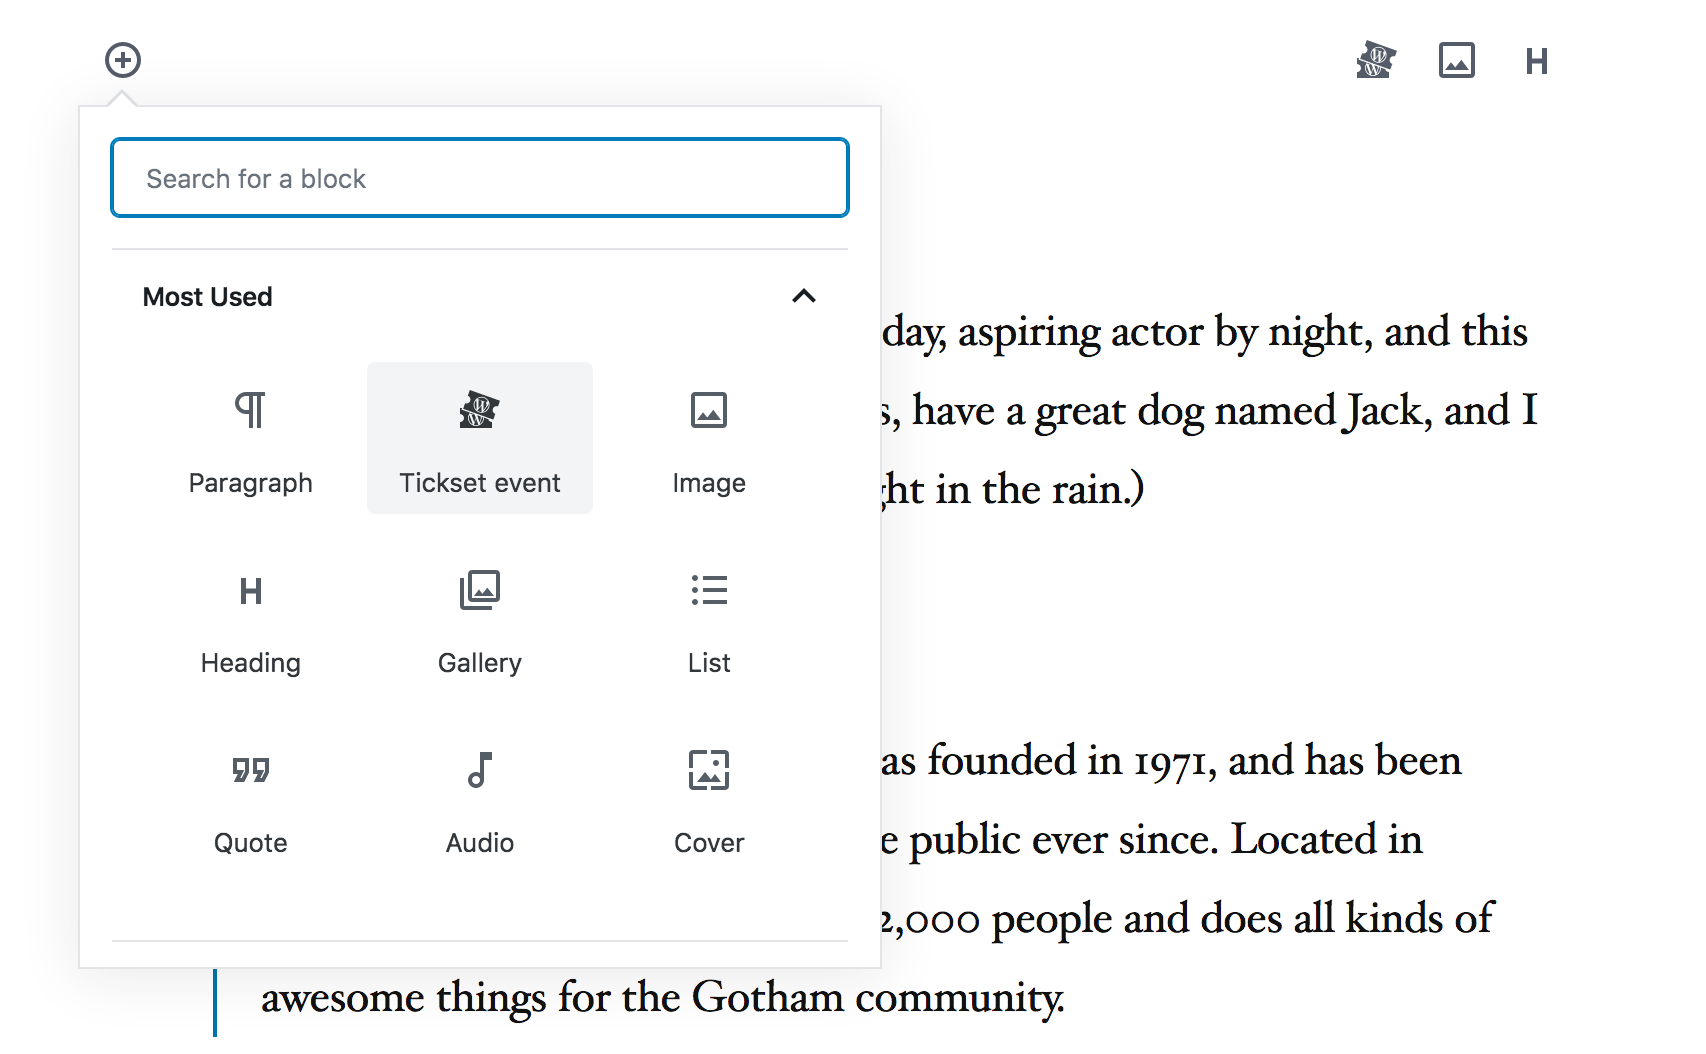 Search for a block
Most Used
Paragraph Tickset event Image
Heading Gallery List
Quote Audio Cover
day, aspiring actor by night, and this
, have a great dog named Jack, and I
in the rain.)
founded in 1971, and has been
public ever since. Located in
2,000 people and does all kinds of
awesome things for the Gotham community.